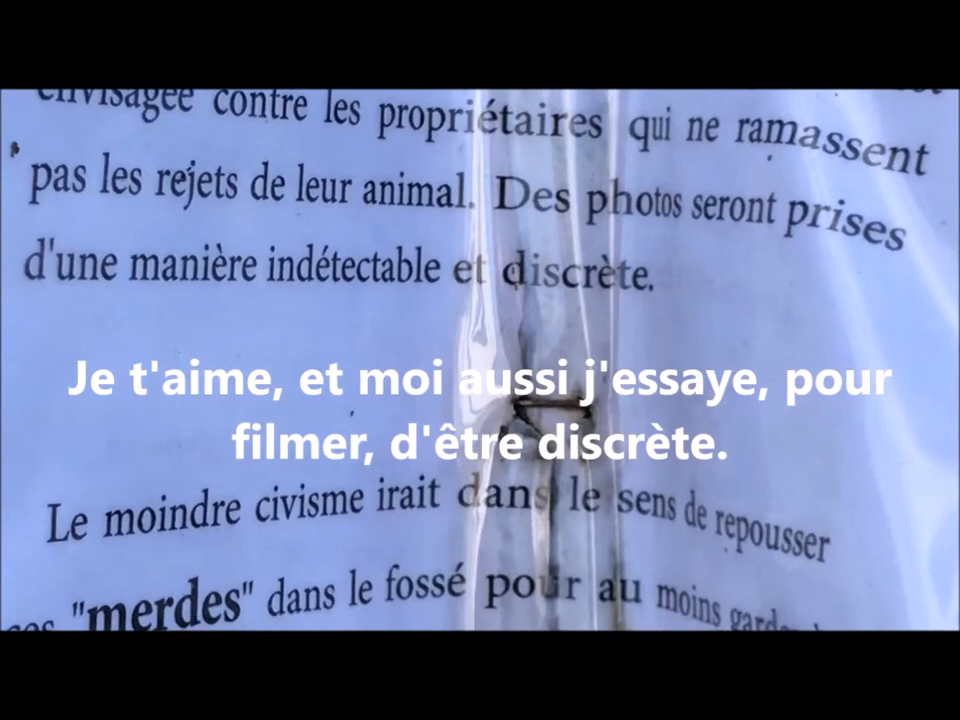 envisagée contre les propriétaires qui ne ramassent
pas les rejets de leur animal. Des photos seront prises
d'une manière indétectable et discrète.
Je t'aime, et moi aussi j'essaye, pour
filmer, d'être discrète.
Le moindre civisme irait dans le sens de repousser
"merdes" dans le fossé pour au moins